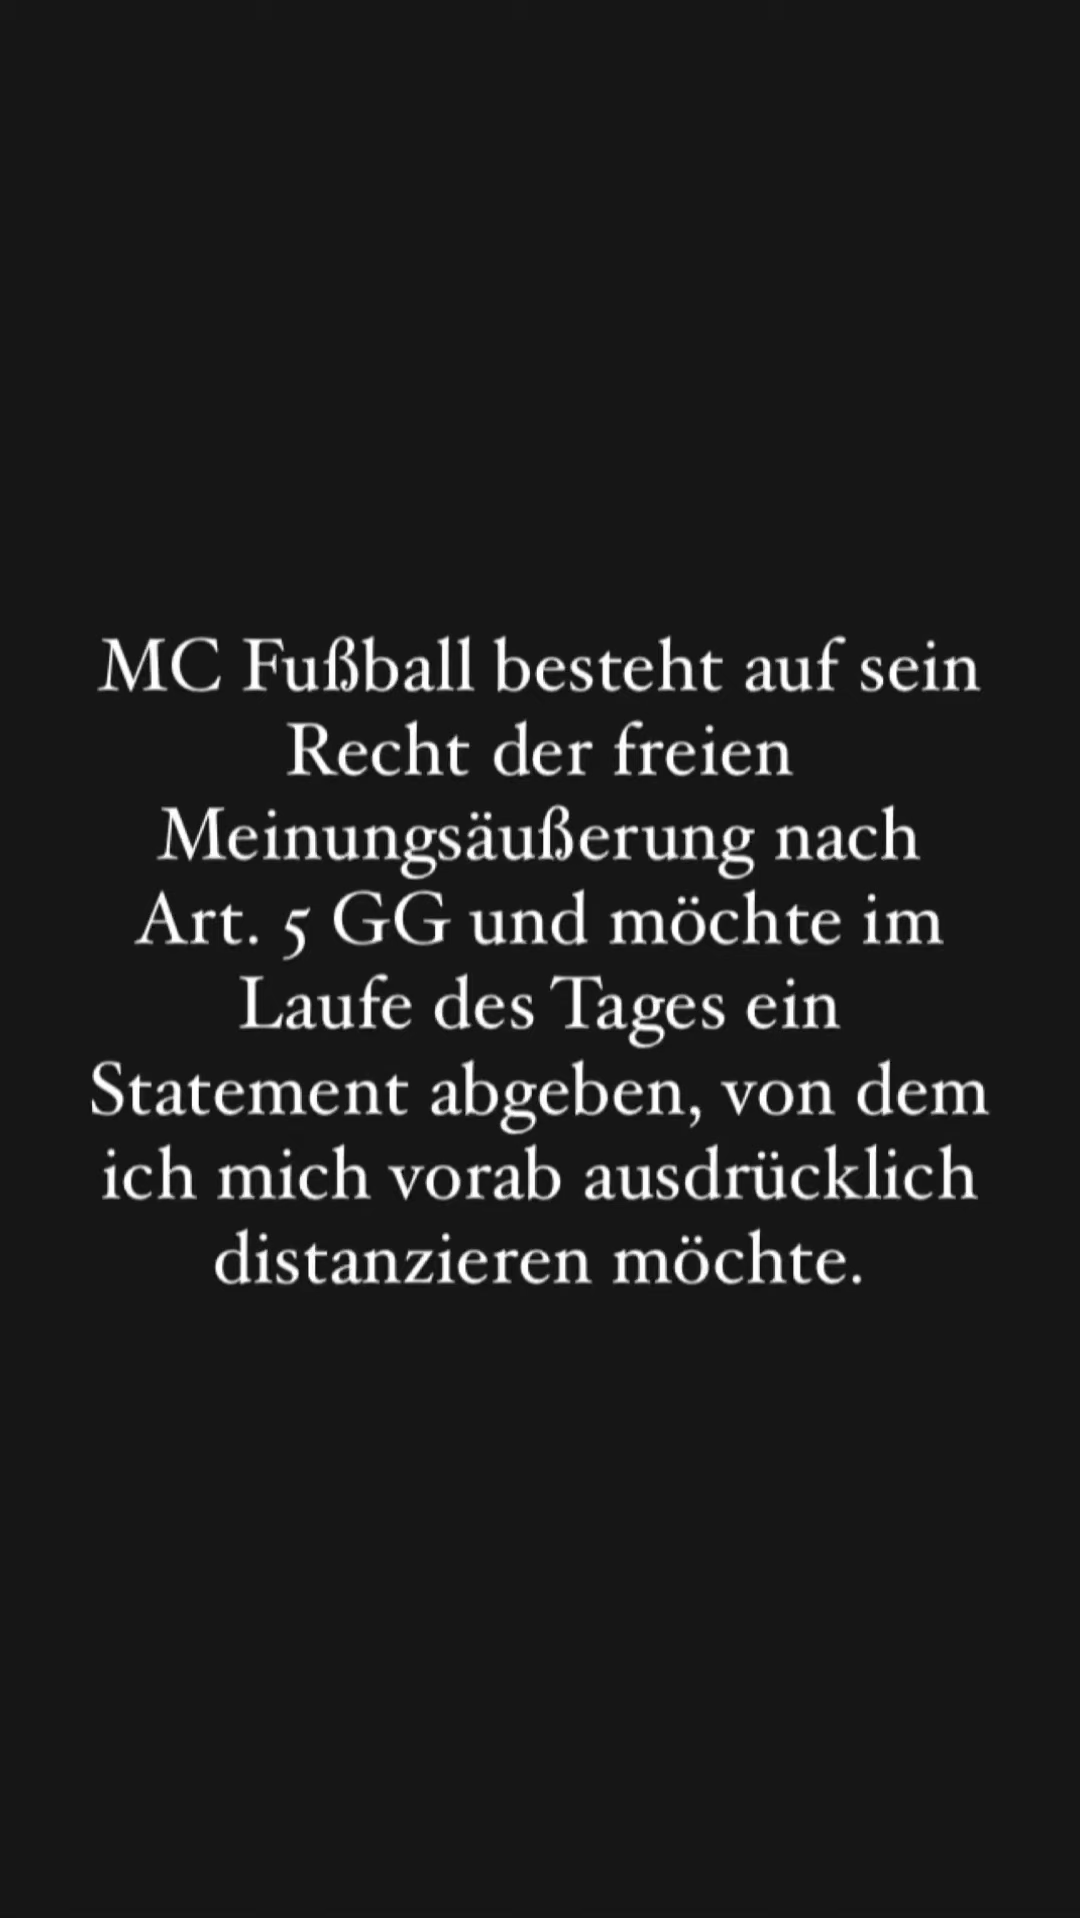 MC Fußball besteht auf sein
Recht der freien
Meinungsäußerung nach
Art. 5 GG und möchte im
Laufe des Tages ein
Statement abgeben, von dem
ich mich vorab ausdrücklich
distanzieren möchte.